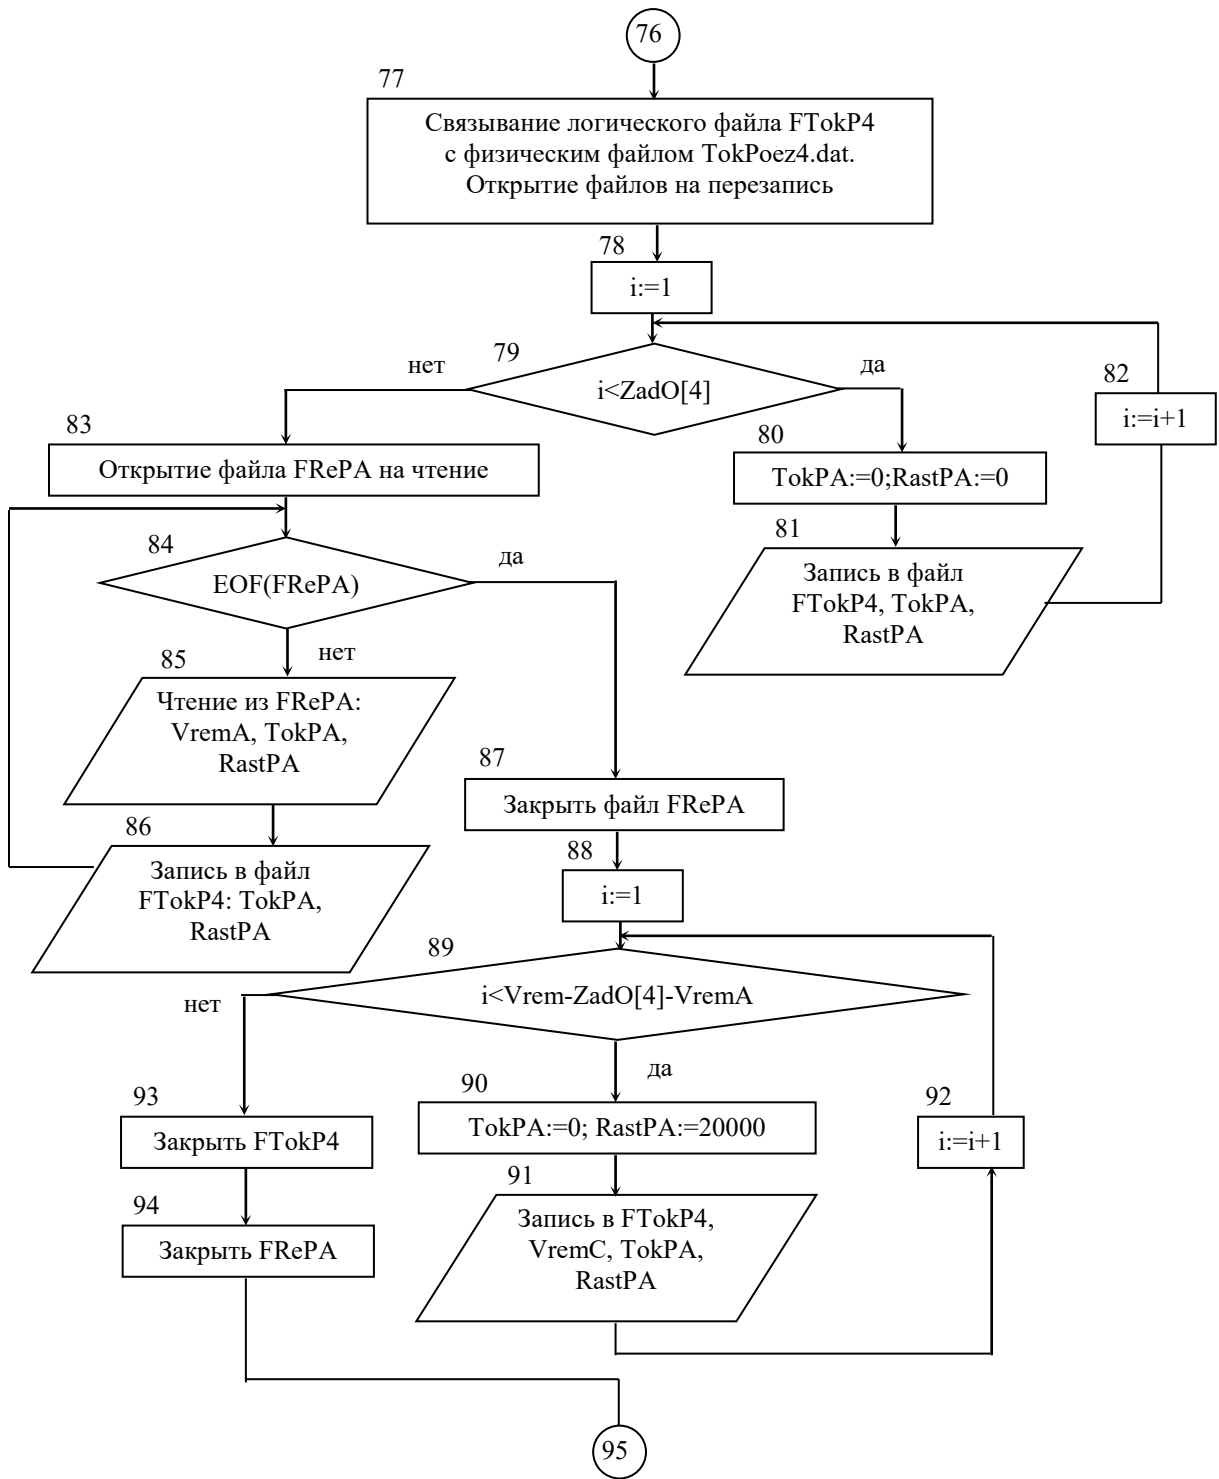 76
77
Связывание логического файла FTokP4
с физическим файлом TokPoez4.dat.
Открытие файлов на перезапись
78
i:=1
79
нет
да
i<ZadO[4]
82
i:=i+1
83
Открытие файла FRePA на чтение
80
TokPA:=0;RastPA:=0
81
Запись в файл
FTokP4, TokPA,
RastPA
84
да
EOF(FRePA)
нет
85
Чтение из FRePA:
VremA, TokPA,
RastPA
86
Запись в файл
FTokP4: TokPA,
RastPA
87
Закрыть файл FRePA
88
i:=1
89
нет
i<Vrem-ZadO[4]-VremA
да
90
TokPA:=0; RastPA:=20000
92
i:=i+1
93
Закрыть FTokP4
91
Запись в FTokP4,
VremC, TokPA,
RastPA
94
Закрыть FRePA
95